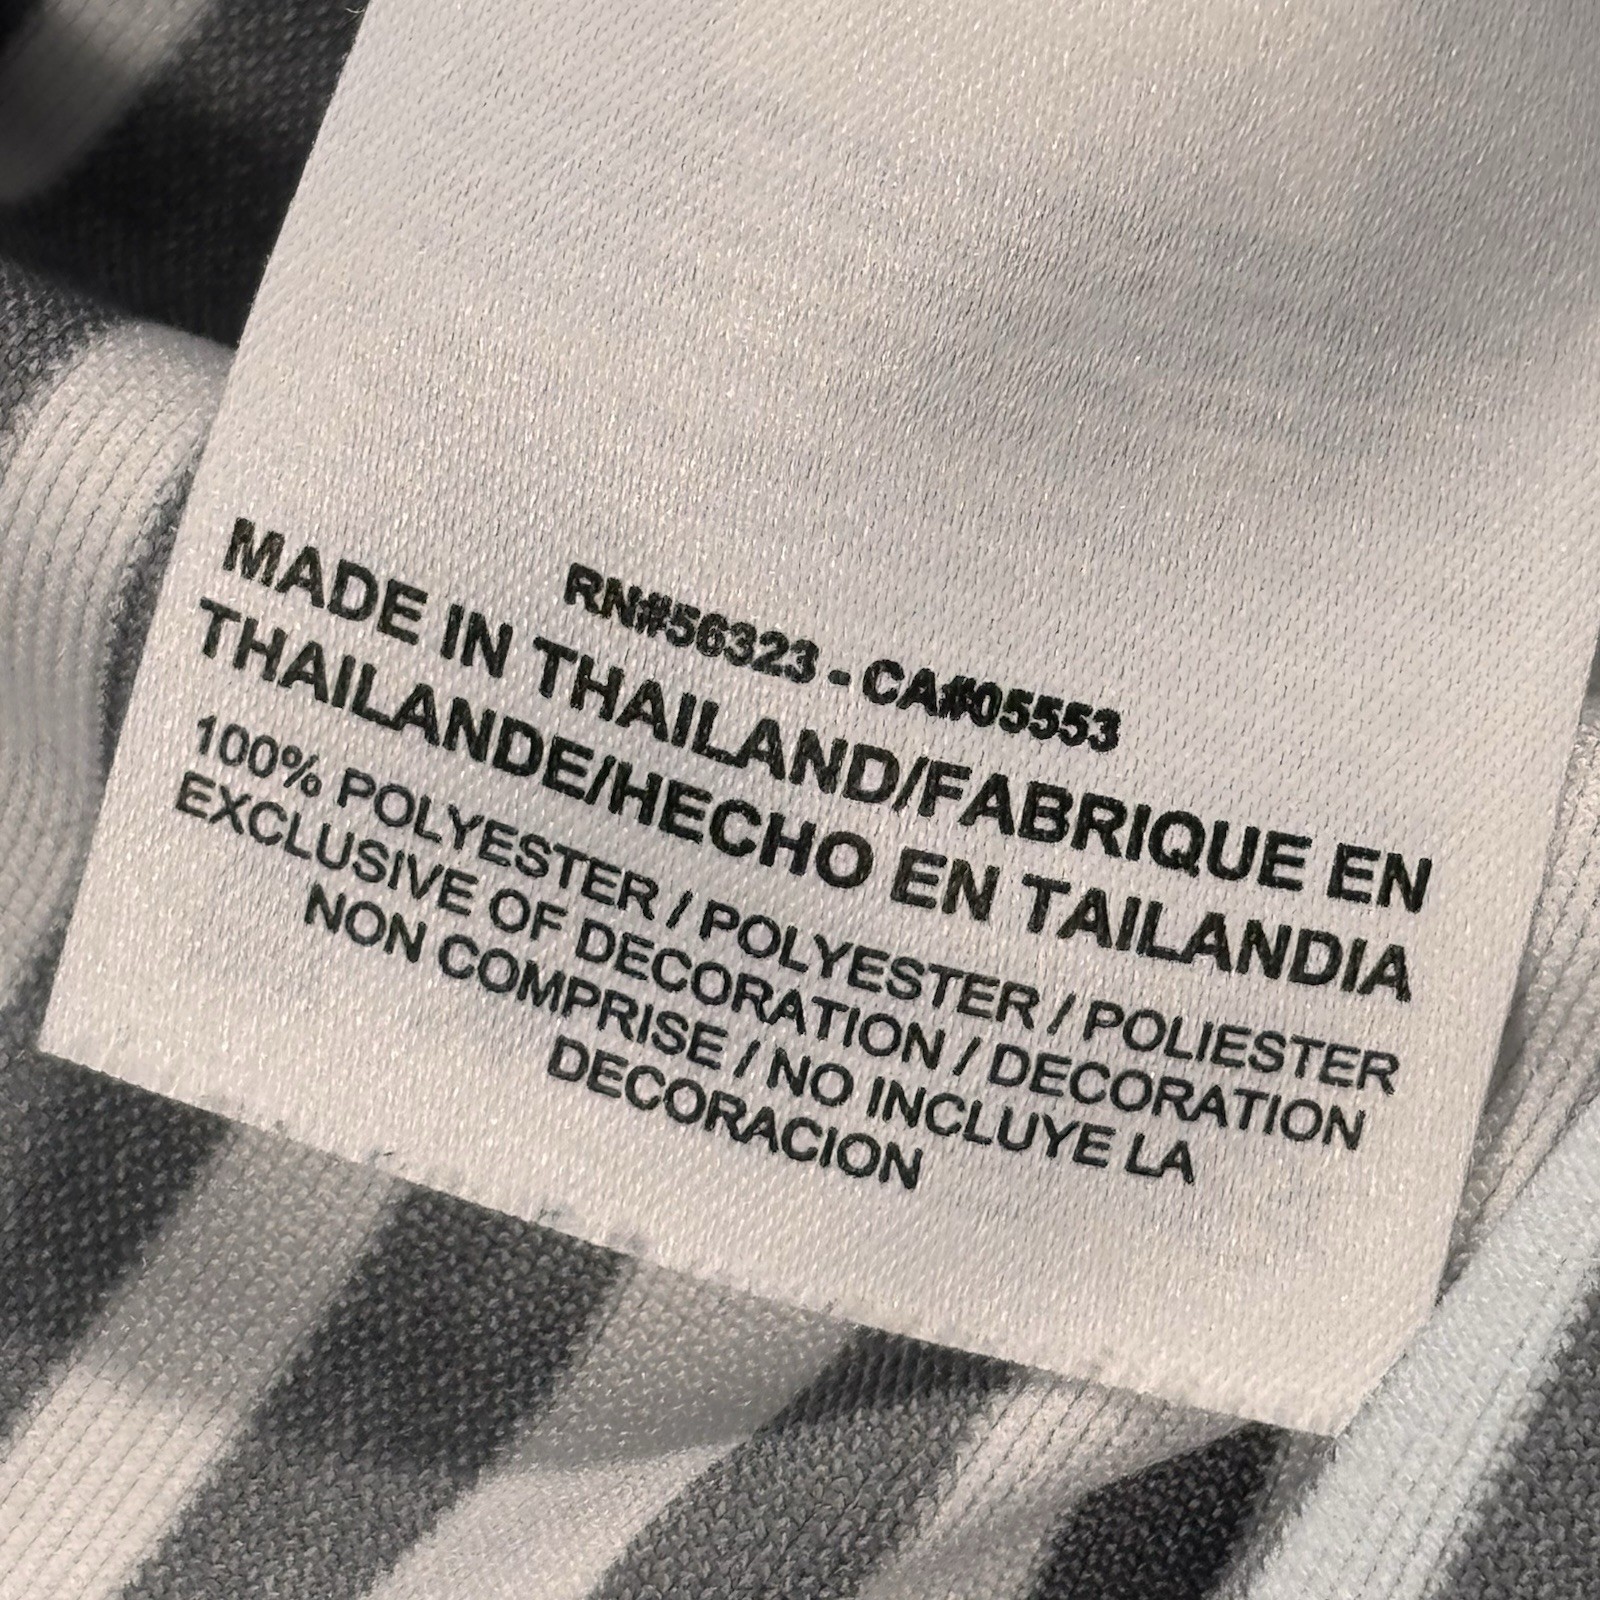 RN#56323 - CA#05553
MADE IN THAILAND/FABRIQUE EN
THAILANDE/HECHO EN TAILANDIA
100% POLYESTER / POLYESTER / POLIESTER
EXCLUSIVE OF DECORATION / DECORATION
NON COMPRISE / NO INCLUYE LA
DECORACION